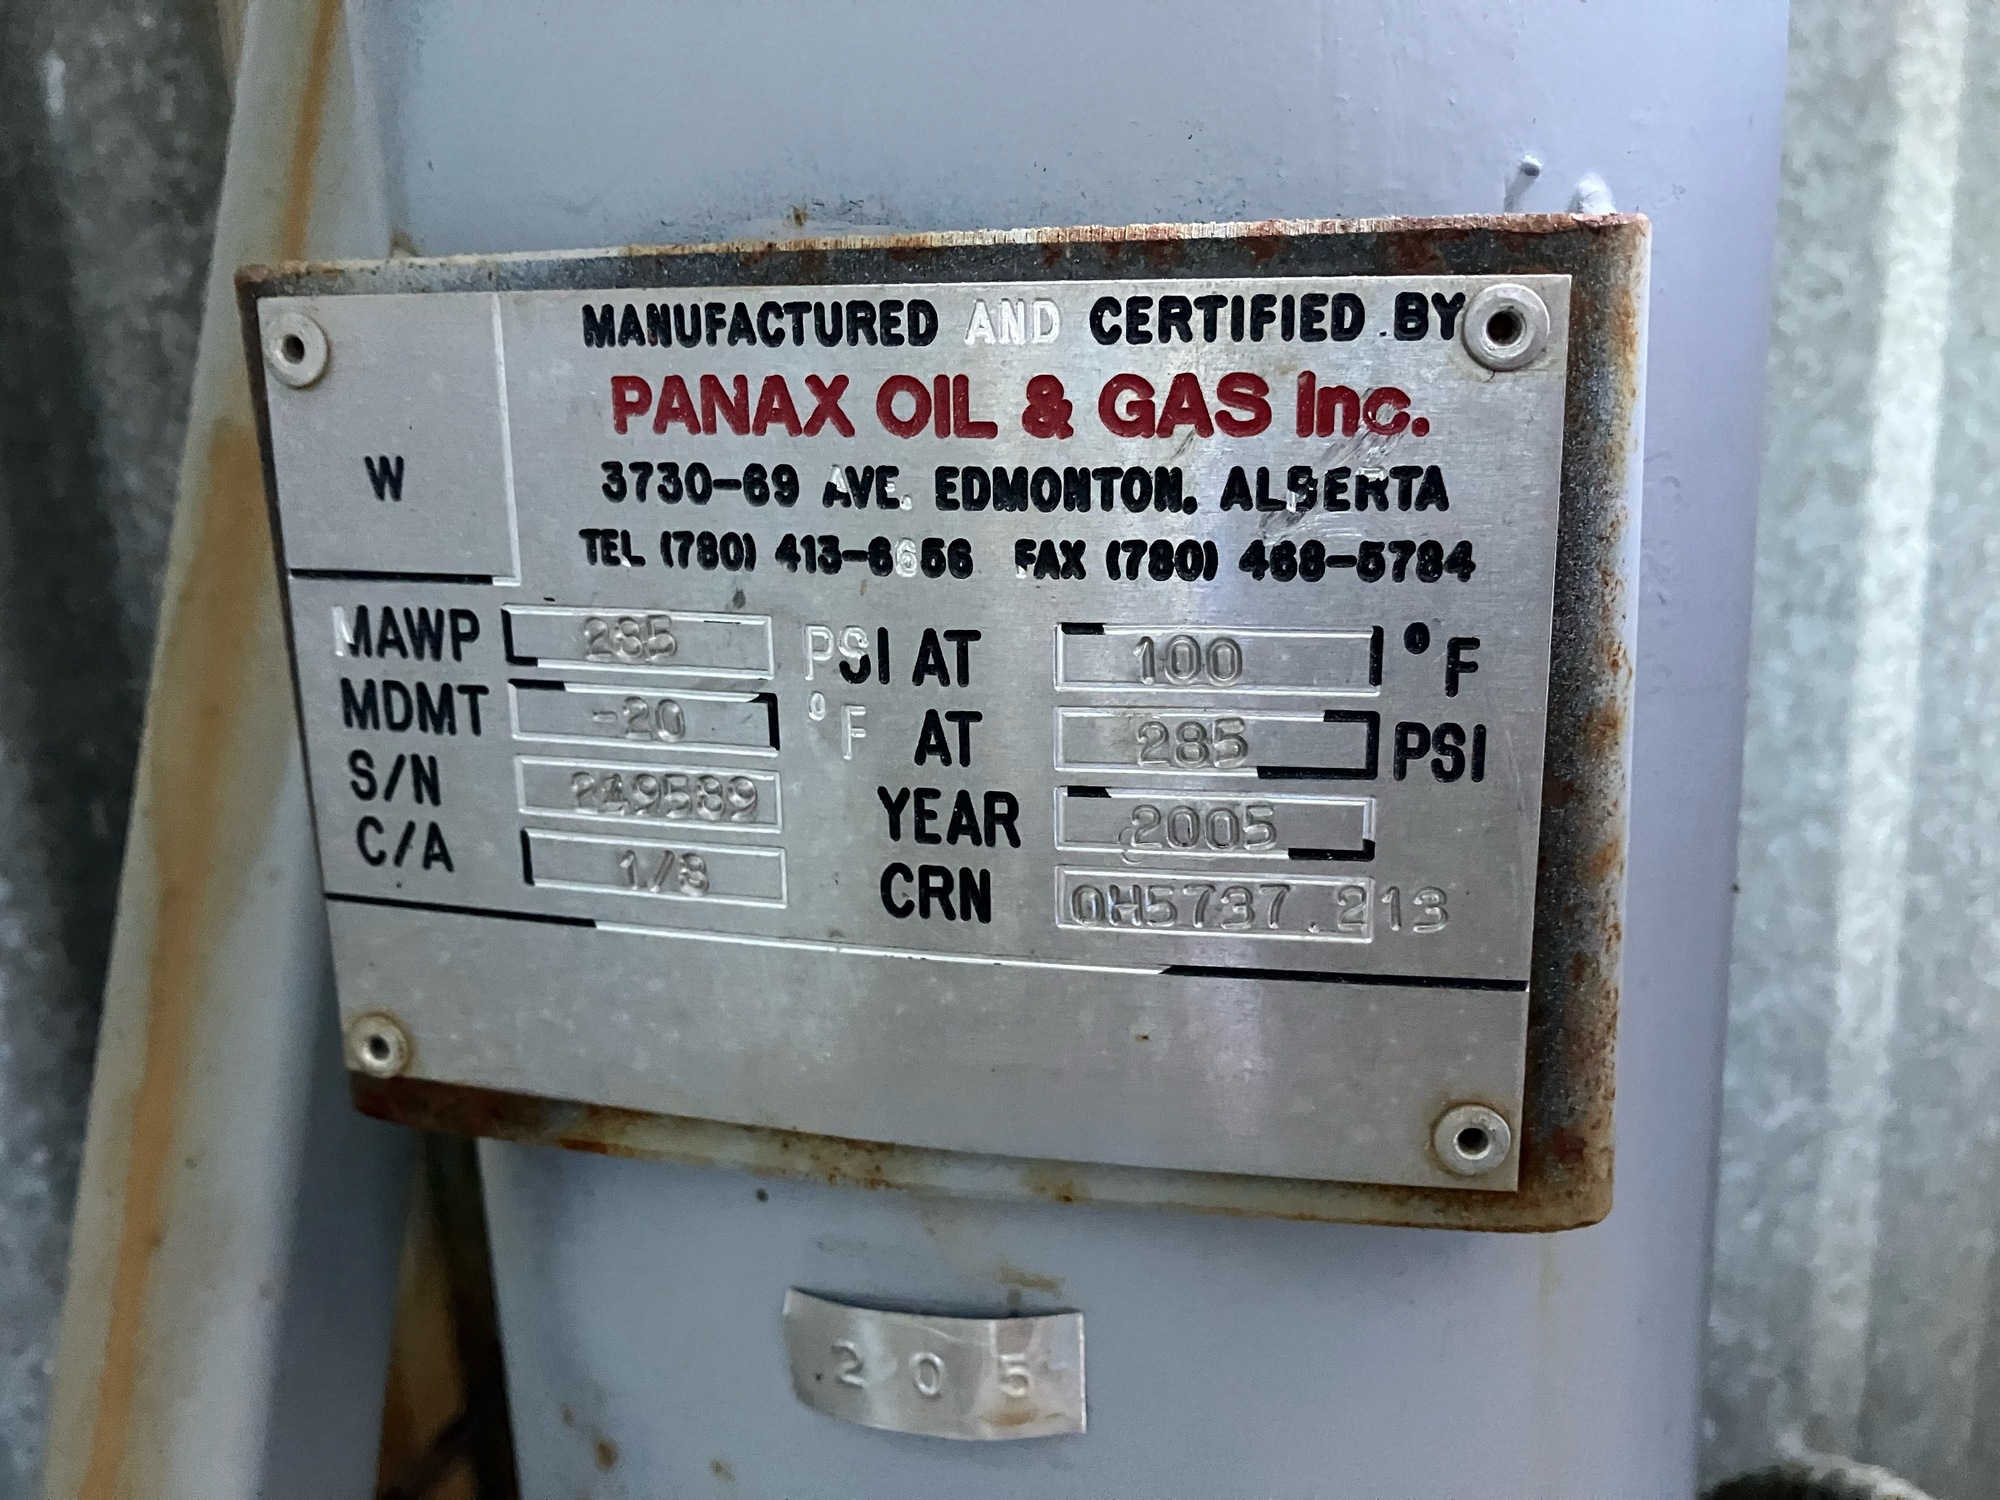 MANUFACTURED AND CERTIFIED BY
PANAX OIL & GAS Inc.
W
3730-69 AVE. EDMONTON, ALBERTA
TEL (780) 413-6656 FAX (780) 468-5784
MAWP 285 PSI AT 100 °F
MDMT -20 °F AT 285 PSI
S/N 249589 YEAR 2005
C/A 1/8 CRN 0H5737.213
205